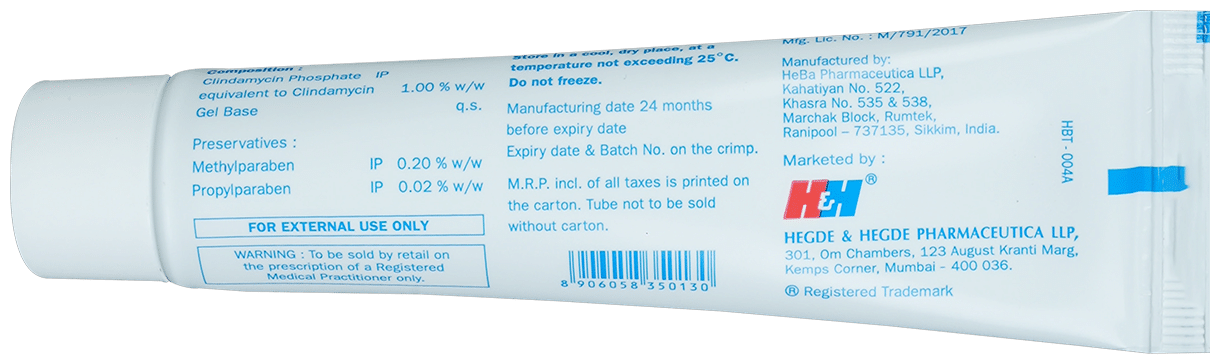 Composition :
Clindamycin Phosphate IP
equivalent to Clindamycin 1.00 % w/w
Gel Base q.s.
Preservatives :
Methylparaben IP 0.20 % w/w
Propylparaben IP 0.02 % w/w
FOR EXTERNAL USE ONLY
WARNING : To be sold by retail on
the prescription of a Registered
Medical Practitioner only.
Store in a cool, dry place, at a
temperature not exceeding 25°C.
Do not freeze.
Manufacturing date 24 months
before expiry date
Expiry date & Batch No. on the crimp.
M.R.P. incl. of all taxes is printed on
the carton. Tube not to be sold
without carton.
8 906058 350130
Mfg. Lic. No. : M/791/2017
Manufactured by:
HeBa Pharmaceutica LLP,
Kahatiyan No. 522,
Khasra No. 535 & 538,
Marchak Block, Rumtek,
Ranipool – 737135, Sikkim, India.
Marketed by :
H&H ®
HEGDE & HEGDE PHARMACEUTICA LLP,
301, Om Chambers, 123 August Kranti Marg,
Kemps Corner, Mumbai - 400 036.
® Registered Trademark
HBT - 004A